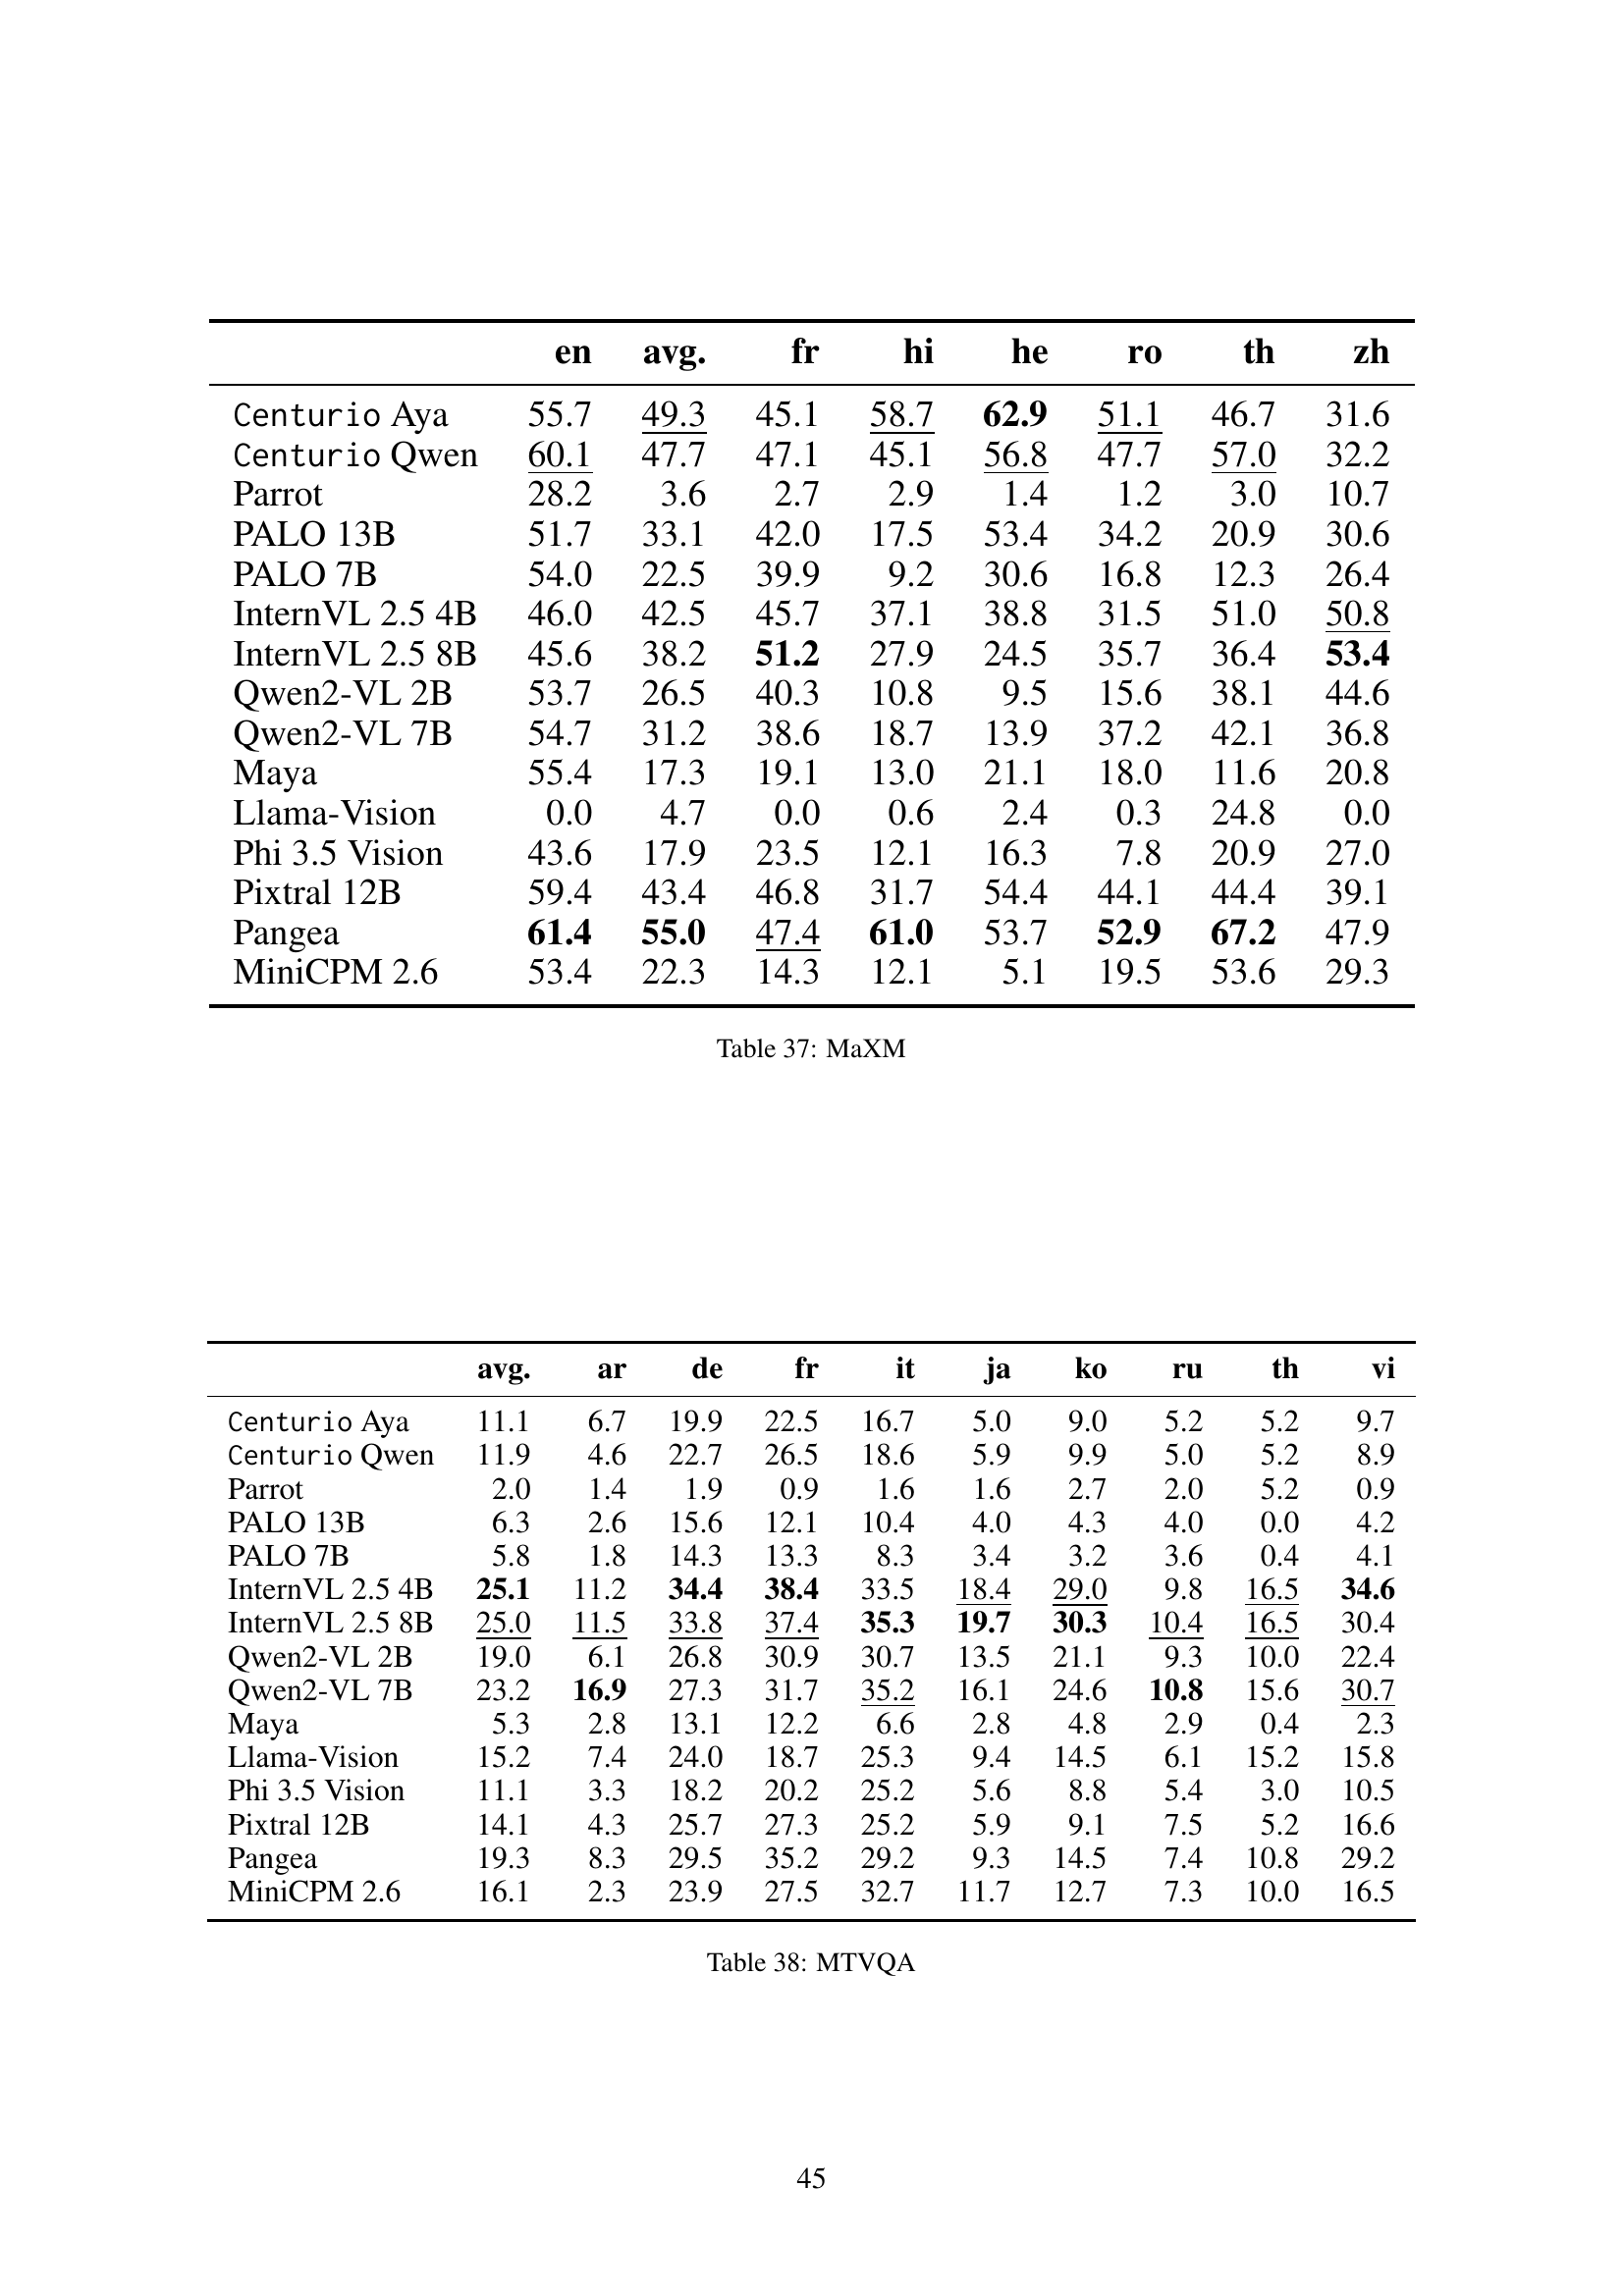 en avg. fr hi he ro th zh
Centurio Aya 55.7 49.3 45.1 58.7 62.9 51.1 46.7 31.6
Centurio Qwen 60.1 47.7 47.1 45.1 56.8 47.7 57.0 32.2
Parrot 28.2 3.6 2.7 2.9 1.4 1.2 3.0 10.7
PALO 13B 51.7 33.1 42.0 17.5 53.4 34.2 20.9 30.6
PALO 7B 54.0 22.5 39.9 9.2 30.6 16.8 12.3 26.4
InternVL 2.5 4B 46.0 42.5 45.7 37.1 38.8 31.5 51.0 50.8
InternVL 2.5 8B 45.6 38.2 51.2 27.9 24.5 35.7 36.4 53.4
Qwen2-VL 2B 53.7 26.5 40.3 10.8 9.5 15.6 38.1 44.6
Qwen2-VL 7B 54.7 31.2 38.6 18.7 13.9 37.2 42.1 36.8
Maya 55.4 17.3 19.1 13.0 21.1 18.0 11.6 20.8
Llama-Vision 0.0 4.7 0.0 0.6 2.4 0.3 24.8 0.0
Phi 3.5 Vision 43.6 17.9 23.5 12.1 16.3 7.8 20.9 27.0
Pixtral 12B 59.4 43.4 46.8 31.7 54.4 44.1 44.4 39.1
Pangea 61.4 55.0 47.4 61.0 53.7 52.9 67.2 47.9
MiniCPM 2.6 53.4 22.3 14.3 12.1 5.1 19.5 53.6 29.3
Table 37: MaXM
avg. ar de fr it ja ko ru th vi
Centurio Aya 11.1 6.7 19.9 22.5 16.7 5.0 9.0 5.2 5.2 9.7
Centurio Qwen 11.9 4.6 22.7 26.5 18.6 5.9 9.9 5.0 5.2 8.9
Parrot 2.0 1.4 1.9 0.9 1.6 1.6 2.7 2.0 5.2 0.9
PALO 13B 6.3 2.6 15.6 12.1 10.4 4.0 4.3 4.0 0.0 4.2
PALO 7B 5.8 1.8 14.3 13.3 8.3 3.4 3.2 3.6 0.4 4.1
InternVL 2.5 4B 25.1 11.2 34.4 38.4 33.5 18.4 29.0 9.8 16.5 34.6
InternVL 2.5 8B 25.0 11.5 33.8 37.4 35.3 19.7 30.3 10.4 16.5 30.4
Qwen2-VL 2B 19.0 6.1 26.8 30.9 30.7 13.5 21.1 9.3 10.0 22.4
Qwen2-VL 7B 23.2 16.9 27.3 31.7 35.2 16.1 24.6 10.8 15.6 30.7
Maya 5.3 2.8 13.1 12.2 6.6 2.8 4.8 2.9 0.4 2.3
Llama-Vision 15.2 7.4 24.0 18.7 25.3 9.4 14.5 6.1 15.2 15.8
Phi 3.5 Vision 11.1 3.3 18.2 20.2 25.2 5.6 8.8 5.4 3.0 10.5
Pixtral 12B 14.1 4.3 25.7 27.3 25.2 5.9 9.1 7.5 5.2 16.6
Pangea 19.3 8.3 29.5 35.2 29.2 9.3 14.5 7.4 10.8 29.2
MiniCPM 2.6 16.1 2.3 23.9 27.5 32.7 11.7 12.7 7.3 10.0 16.5
Table 38: MTVQA
45